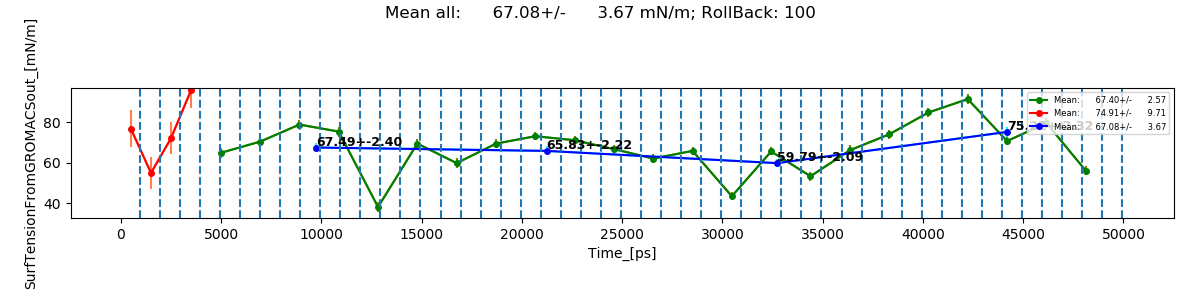 Mean all: 67.08+/- 3.67 mN/m; RollBack: 100
SurfTensionFromGROMACSout_[mN/m]
80
60
40
67.49+-2.40
65.83+-2.22
59.79+-2.09
Mean: 67.40+/- 2.57
Mean: 74.91+/- 9.71
Mean: 67.08+/- 3.67
0 5000 10000 15000 20000 25000 30000 35000 40000 45000 50000
Time_[ps]